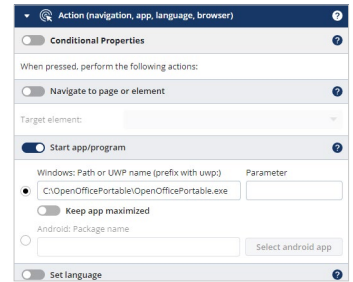 Action (navigation, app, language, browser) ?
Conditional Properties ?
When pressed, perform the following actions:
Navigate to page or element ?
Target element:
Start app/program ?
Windows: Path or UWP name (prefix with uwp:) Parameter
C:\OpenOfficePortable\OpenOfficePortable.exe
Keep app maximized
Android: Package name
Select android app
Set language ?